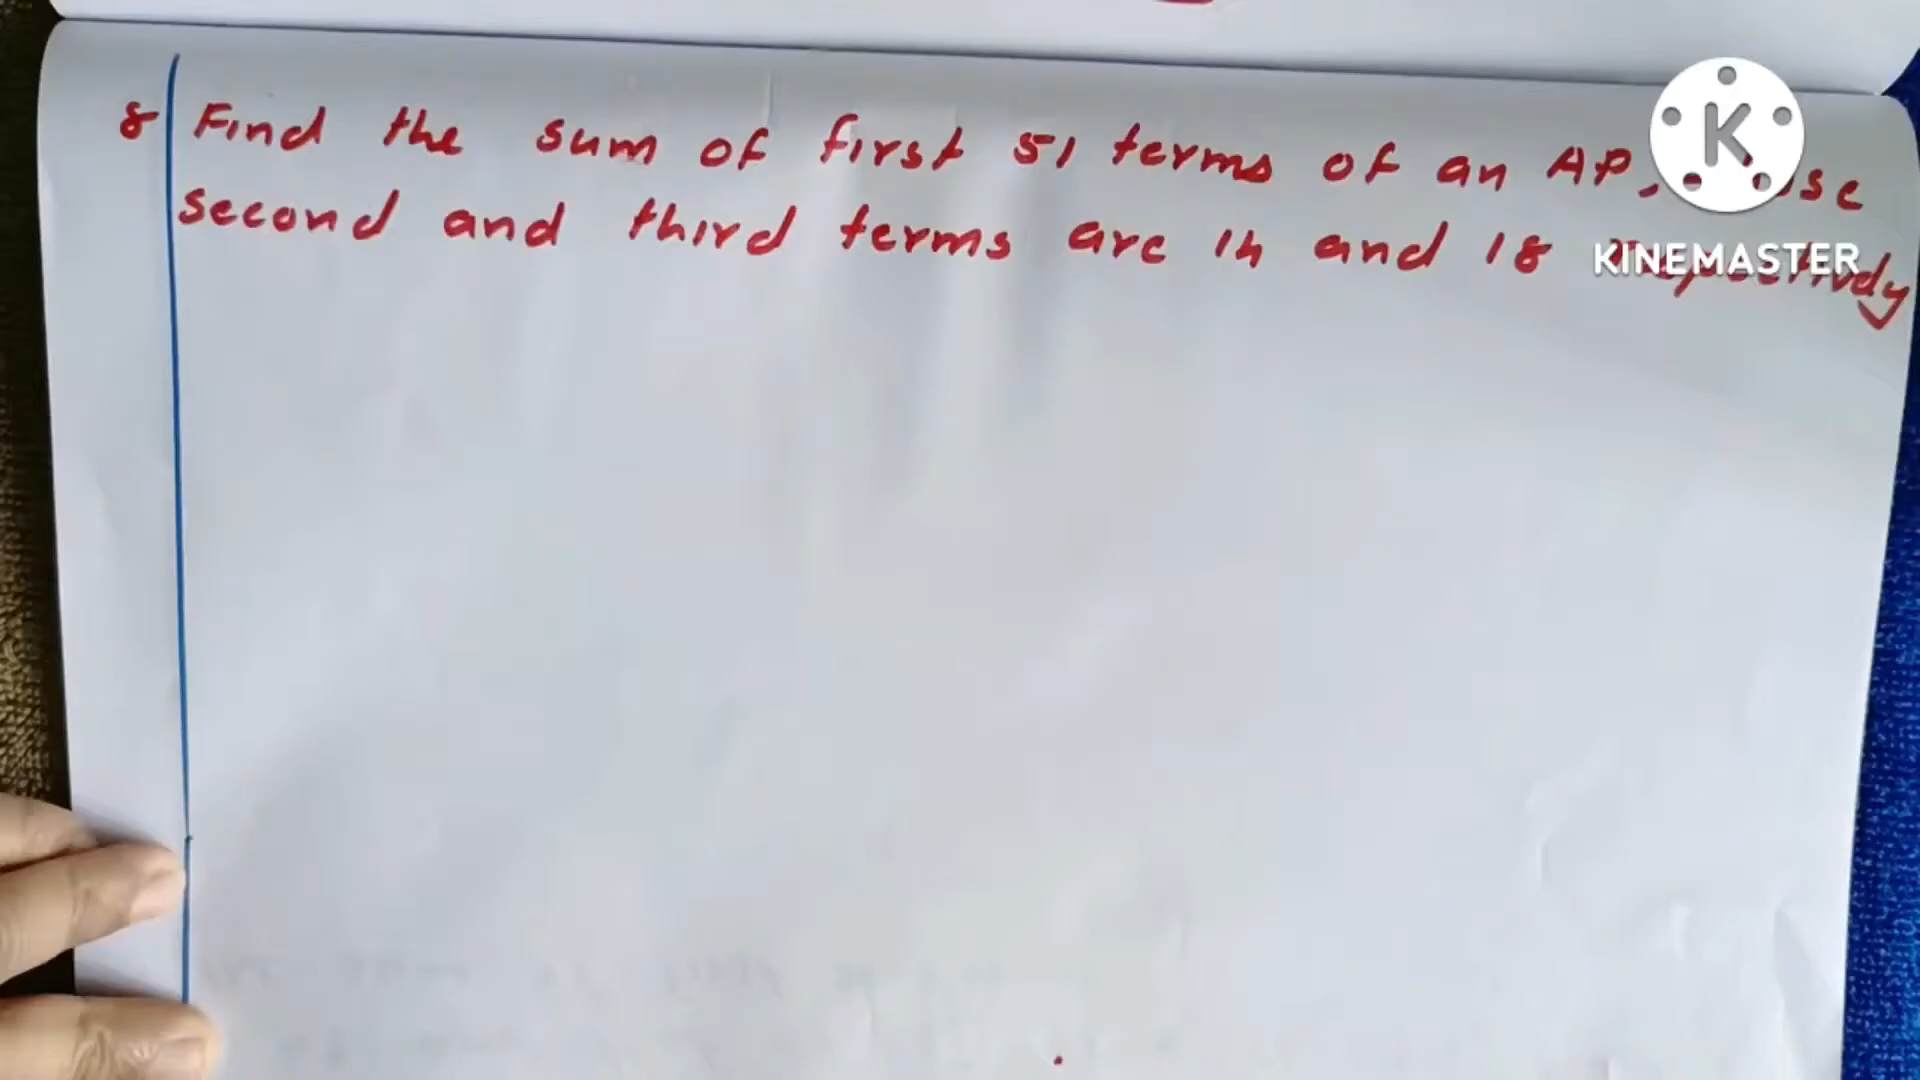 8 Find the sum of first 51 terms of an AP,
second and third terms are 14 and 18 respectively
K
KINEMASTER